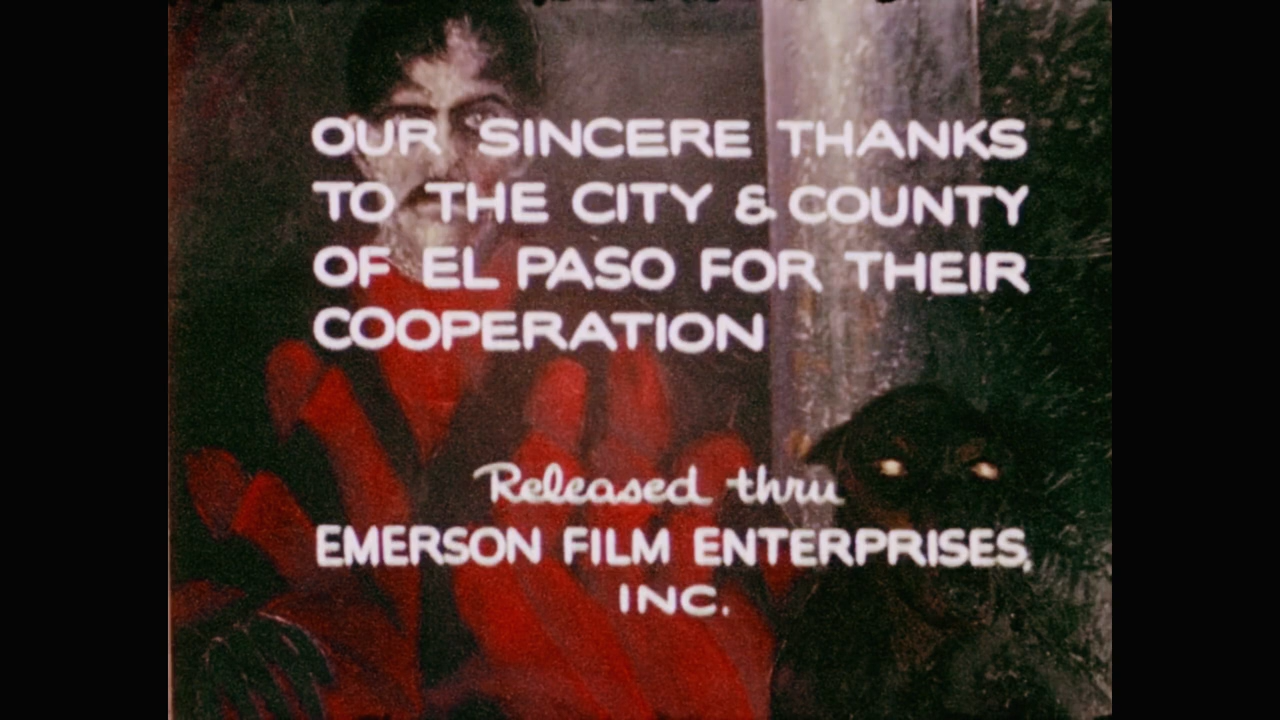 OUR SINCERE THANKS
TO THE CITY & COUNTY
OF EL PASO FOR THEIR
COOPERATION
Released thru
EMERSON FILM ENTERPRISES,
INC.